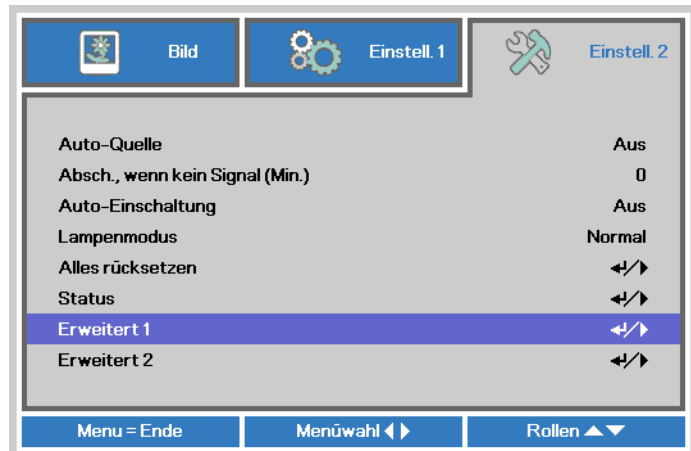 Bild Einstell. 1 Einstell. 2
Auto-Quelle Aus
Absch., wenn kein Signal (Min.) 0
Auto-Einschaltung Aus
Lampenmodus Normal
Alles rücksetzen ↵/▶
Status ↵/▶
Erweitert 1 ↵/▶
Erweitert 2 ↵/▶
Menu = Ende Menüwahl ◀▶ Rollen ▲▼